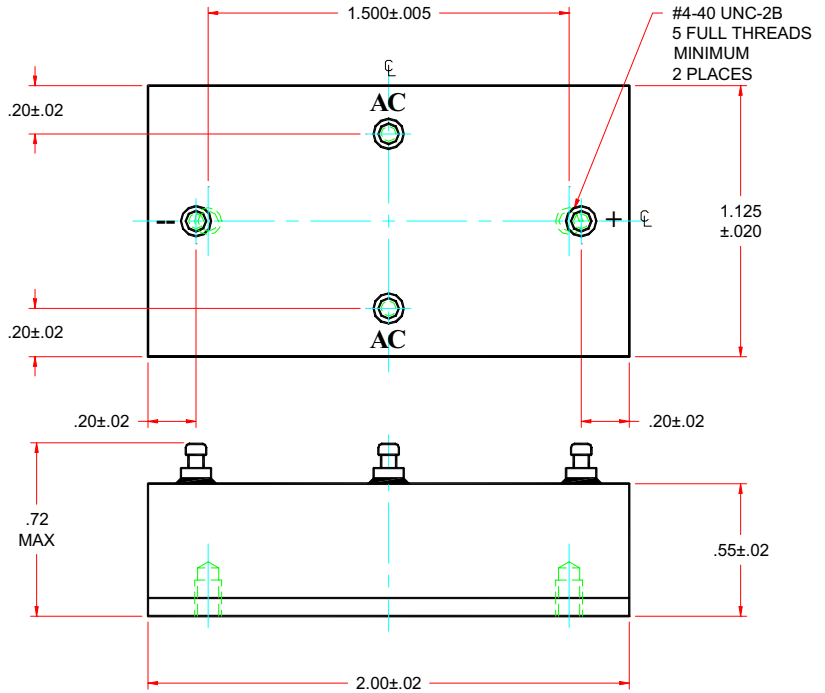 1.500±.005
#4-40 UNC-2B
5 FULL THREADS
MINIMUM
2 PLACES
℄
.20±.02
AC
--
+
℄
1.125
±.020
.20±.02
AC
.20±.02
.20±.02
.72
MAX
.55±.02
2.00±.02